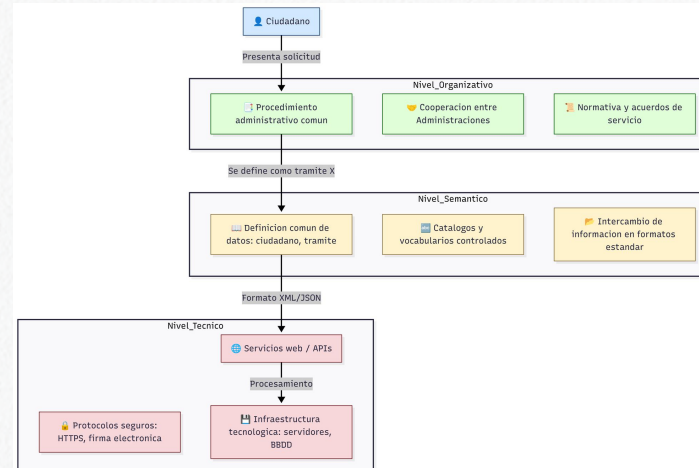 Ciudadano
Presenta solicitud
Nivel_Organizativo
Procedimiento
administrativo comun
Cooperacion entre
Administraciones
Normativa y acuerdos de
servicio
Se define como tramite X
Nivel_Semantico
Definicion comun de
datos: ciudadano, tramite
Catalogos y
vocabularios controlados
Intercambio de
informacion en formatos
estandar
Formato XML/JSON
Nivel_Tecnico
Servicios web / APIs
Procesamiento
Protocolos seguros:
HTTPS, firma electronica
Infraestructura
tecnologica: servidores,
BBDD